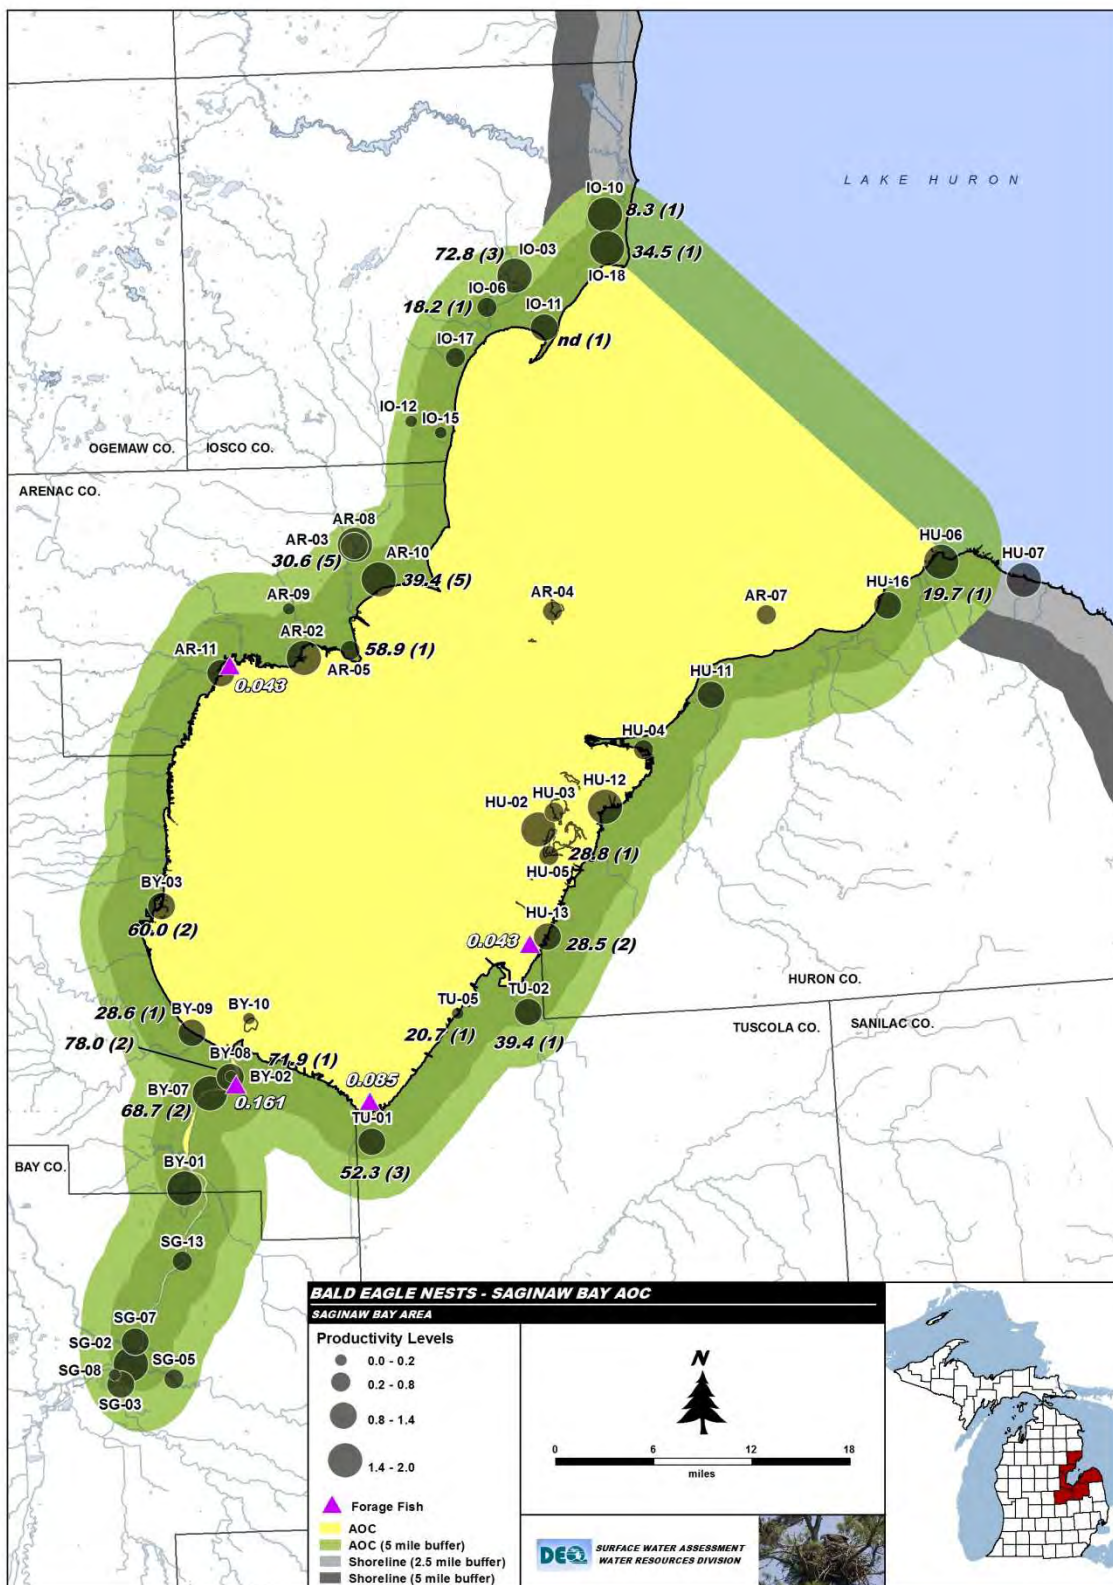 LAKE HURON
IO-10
8.3 (1)
IO-03
72.8 (3)
34.5 (1)
IO-18
IO-06
18.2 (1)
IO-11
nd (1)
IO-17
IO-12
IO-15
OGEMAW CO.
IOSCO CO.
ARENAC CO.
AR-08
AR-03
30.6 (5)
AR-10
39.4 (5)
HU-06
HU-07
19.7 (1)
HU-16
AR-09
AR-04
AR-07
AR-02
58.9 (1)
AR-05
AR-11
0.043
HU-11
HU-04
HU-12
HU-03
HU-02
28.8 (1)
HU-05
BY-03
60.0 (2)
HU-13
0.043
28.5 (2)
HURON CO.
BY-10
TU-05
TU-02
28.6 (1)
BY-09
20.7 (1)
39.4 (1)
TUSCOLA CO.
SANILAC CO.
78.0 (2)
BY-08
71.9 (1)
BY-02
BY-07
0.161
0.085
68.7 (2)
TU-01
52.3 (3)
BAY CO.
BY-01
SG-13
SG-07
SG-02
SG-05
SG-08
SG-03
BALD EAGLE NESTS - SAGINAW BAY AOC
SAGINAW BAY AREA
Productivity Levels
0.0 - 0.2
0.2 - 0.8
0.8 - 1.4
1.4 - 2.0
Forage Fish
AOC
AOC (5 mile buffer)
Shoreline (2.5 mile buffer)
Shoreline (5 mile buffer)
N
0 6 12 18
miles
DEQ
SURFACE WATER ASSESSMENT
WATER RESOURCES DIVISION